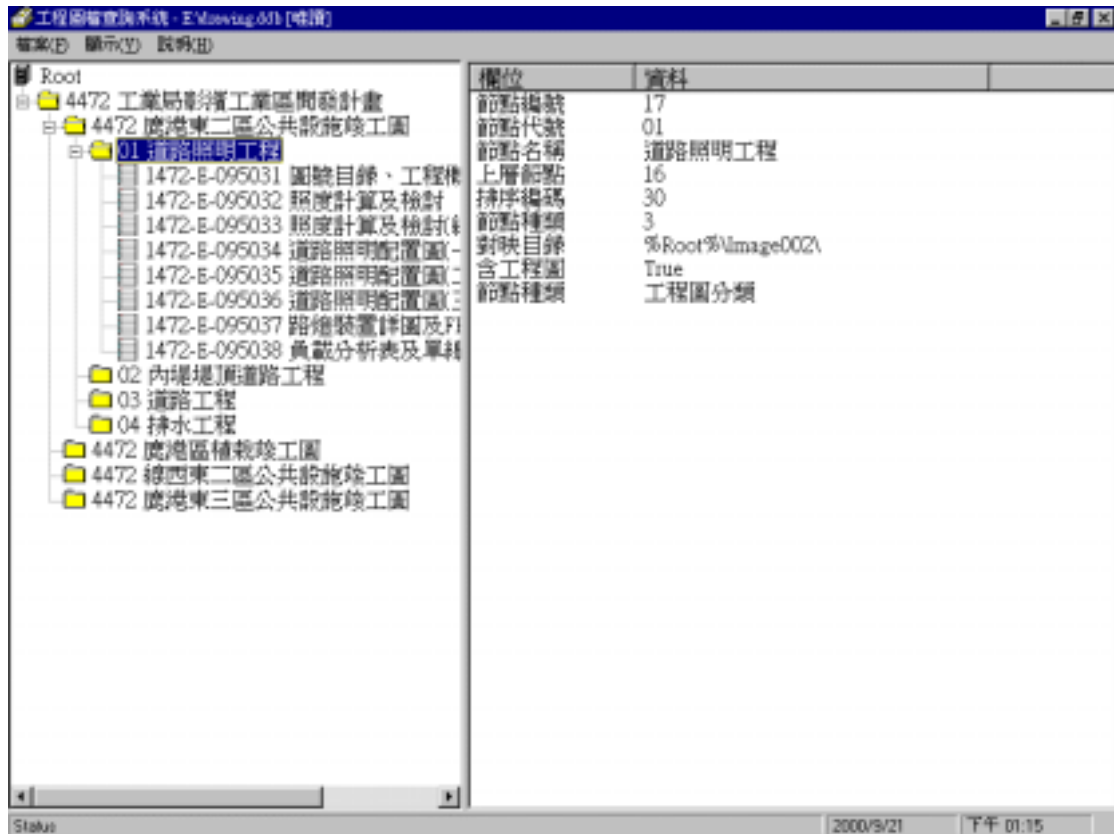 工程圖檔查詢系統 - E:\drawing.ddb [唯讀]
檔案(F) 顯示(V) 說明(H)
Root
4472 工業局彰濱工業區開發計畫
4472 鹿港東二區公共設施竣工圖
01 道路照明工程
1472-E-095031 圖號目錄、工程概
1472-E-095032 照度計算及檢討
1472-E-095033 照度計算及檢討(
1472-E-095034 道路照明配置圖(一
1472-E-095035 道路照明配置圖(二
1472-E-095036 道路照明配置圖(三
1472-E-095037 路燈裝置詳圖及
1472-E-095038 負載分析表及單線
02 內堤堤頂道路工程
03 道路工程
04 排水工程
4472 鹿港區植栽竣工圖
4472 線西東二區公共設施竣工圖
4472 鹿港東三區公共設施竣工圖
欄位 資料
節點編號 17
節點代號 01
節點名稱 道路照明工程
上層節點 16
排序編碼 30
節點種類 3
對映目錄 %Root%\Image002\
含工程圖 True
節點種類 工程圖分類
Status 2000/9/21 下午 01:15